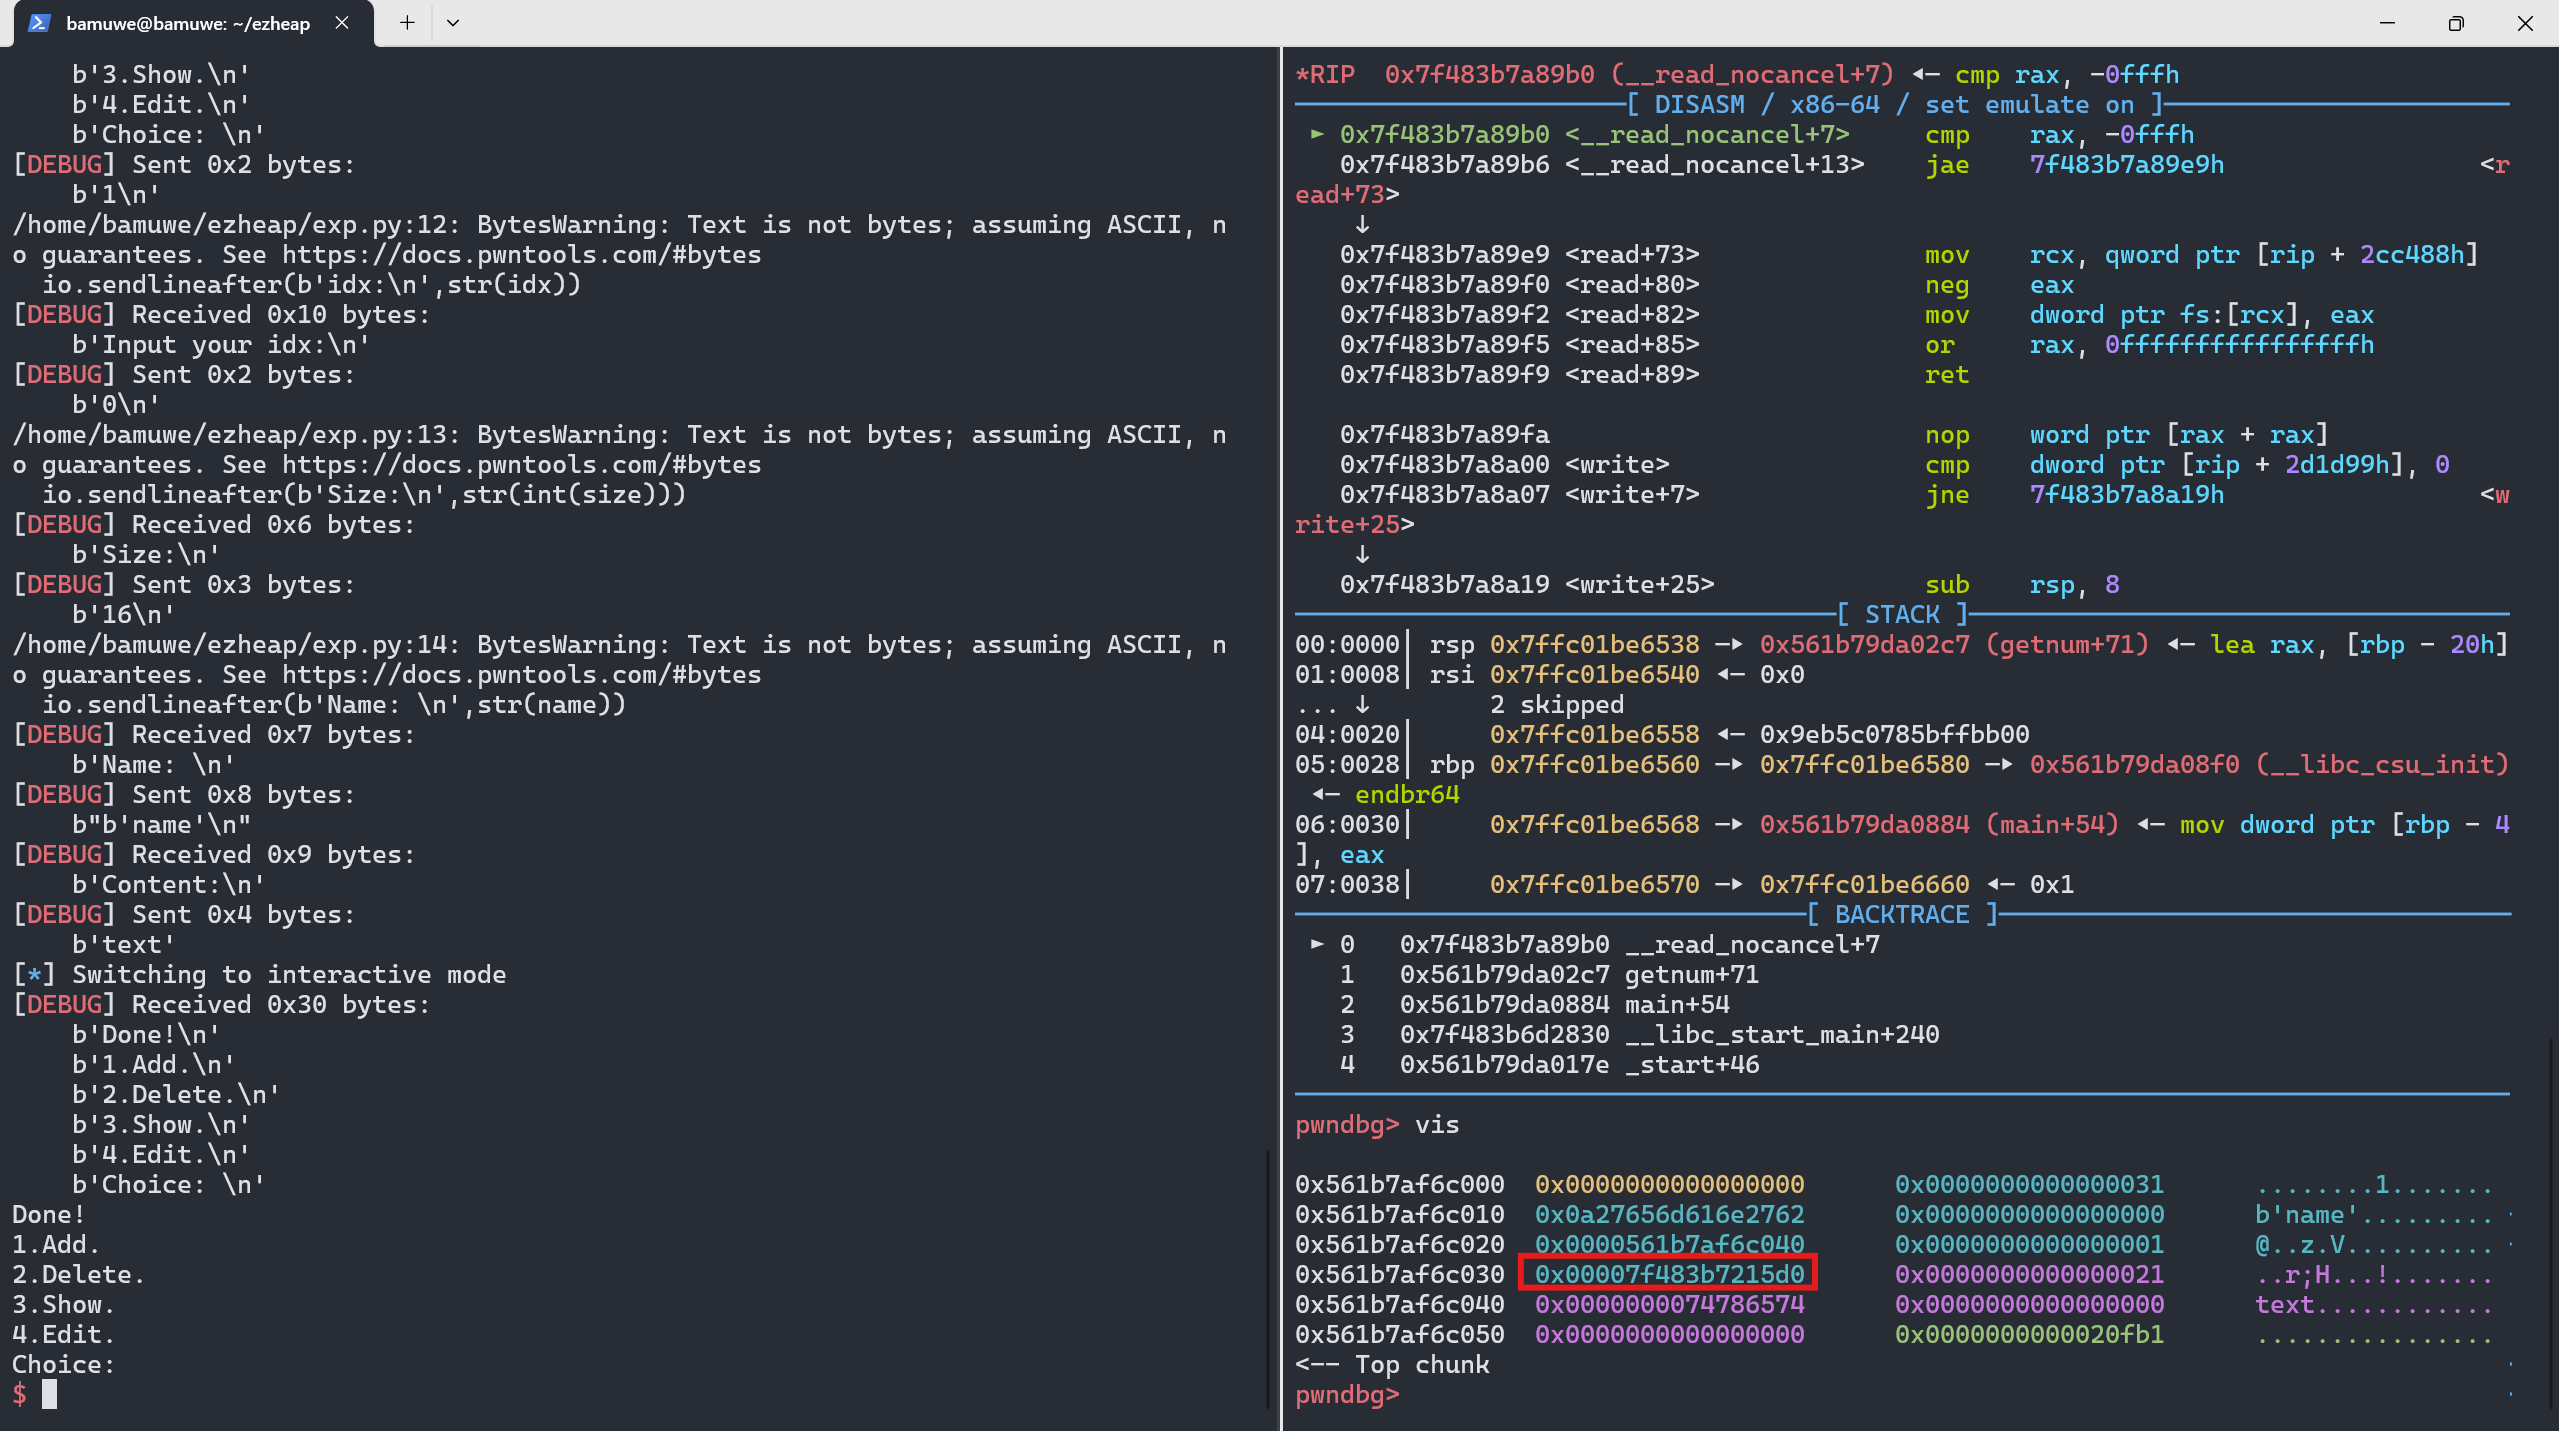 bamuwe@bamuwe: ~/ezheap
b'3.Show.\n'
b'4.Edit.\n'
b'Choice: \n'
[DEBUG] Sent 0x2 bytes:
b'1\n'
/home/bamuwe/ezheap/exp.py:12: BytesWarning: Text is not bytes; assuming ASCII, n
o guarantees. See https://docs.pwntools.com/#bytes
io.sendlineafter(b'idx:\n',str(idx))
[DEBUG] Received 0x10 bytes:
b'Input your idx:\n'
[DEBUG] Sent 0x2 bytes:
b'0\n'
/home/bamuwe/ezheap/exp.py:13: BytesWarning: Text is not bytes; assuming ASCII, n
o guarantees. See https://docs.pwntools.com/#bytes
io.sendlineafter(b'Size:\n',str(int(size)))
[DEBUG] Received 0x6 bytes:
b'Size:\n'
[DEBUG] Sent 0x3 bytes:
b'16\n'
/home/bamuwe/ezheap/exp.py:14: BytesWarning: Text is not bytes; assuming ASCII, n
o guarantees. See https://docs.pwntools.com/#bytes
io.sendlineafter(b'Name: \n',str(name))
[DEBUG] Received 0x7 bytes:
b'Name: \n'
[DEBUG] Sent 0x8 bytes:
b"b'name'\n"
[DEBUG] Received 0x9 bytes:
b'Content:\n'
[DEBUG] Sent 0x4 bytes:
b'text'
[*] Switching to interactive mode
[DEBUG] Received 0x30 bytes:
b'Done!\n'
b'1.Add.\n'
b'2.Delete.\n'
b'3.Show.\n'
b'4.Edit.\n'
b'Choice: \n'
Done!
1.Add.
2.Delete.
3.Show.
4.Edit.
Choice:
$
*RIP  0x7f483b7a89b0 (__read_nocancel+7) ◂— cmp rax, -0fffh
[ DISASM / x86-64 / set emulate on ]
► 0x7f483b7a89b0 <__read_nocancel+7>     cmp    rax, -0fffh
0x7f483b7a89b6 <__read_nocancel+13>    jae    7f483b7a89e9h                 <r
ead+73>
↓
0x7f483b7a89e9 <read+73>               mov    rcx, qword ptr [rip + 2cc488h]
0x7f483b7a89f0 <read+80>               neg    eax
0x7f483b7a89f2 <read+82>               mov    dword ptr fs:[rcx], eax
0x7f483b7a89f5 <read+85>               or     rax, 0ffffffffffffffffh
0x7f483b7a89f9 <read+89>               ret
0x7f483b7a89fa                         nop    word ptr [rax + rax]
0x7f483b7a8a00 <write>                 cmp    dword ptr [rip + 2d1d99h], 0
0x7f483b7a8a07 <write+7>               jne    7f483b7a8a19h                 <w
rite+25>
↓
0x7f483b7a8a19 <write+25>              sub    rsp, 8
[ STACK ]
00:0000│ rsp 0x7ffc01be6538 —▸ 0x561b79da02c7 (getnum+71) ◂— lea rax, [rbp - 20h]
01:0008│ rsi 0x7ffc01be6540 ◂— 0x0
... ↓        2 skipped
04:0020│     0x7ffc01be6558 ◂— 0x9eb5c0785bffbb00
05:0028│ rbp 0x7ffc01be6560 —▸ 0x7ffc01be6580 —▸ 0x561b79da08f0 (__libc_csu_init)
◂— endbr64
06:0030│     0x7ffc01be6568 —▸ 0x561b79da0884 (main+54) ◂— mov dword ptr [rbp - 4
], eax
07:0038│     0x7ffc01be6570 —▸ 0x7ffc01be6660 ◂— 0x1
[ BACKTRACE ]
► 0   0x7f483b7a89b0 __read_nocancel+7
1   0x561b79da02c7 getnum+71
2   0x561b79da0884 main+54
3   0x7f483b6d2830 __libc_start_main+240
4   0x561b79da017e _start+46
pwndbg> vis
0x561b7af6c000  0x0000000000000000      0x0000000000000031      ........1.......
0x561b7af6c010  0x0a27656d616e2762      0x0000000000000000      b'name'.........
0x561b7af6c020  0x0000561b7af6c040      0x0000000000000001      @..z.V..........
0x561b7af6c030  0x00007f483b7215d0      0x0000000000000021      ..r;H...!.......
0x561b7af6c040  0x0000000074786574      0x0000000000000000      text............
0x561b7af6c050  0x0000000000000000      0x0000000000020fb1      ................
<-- Top chunk
pwndbg>